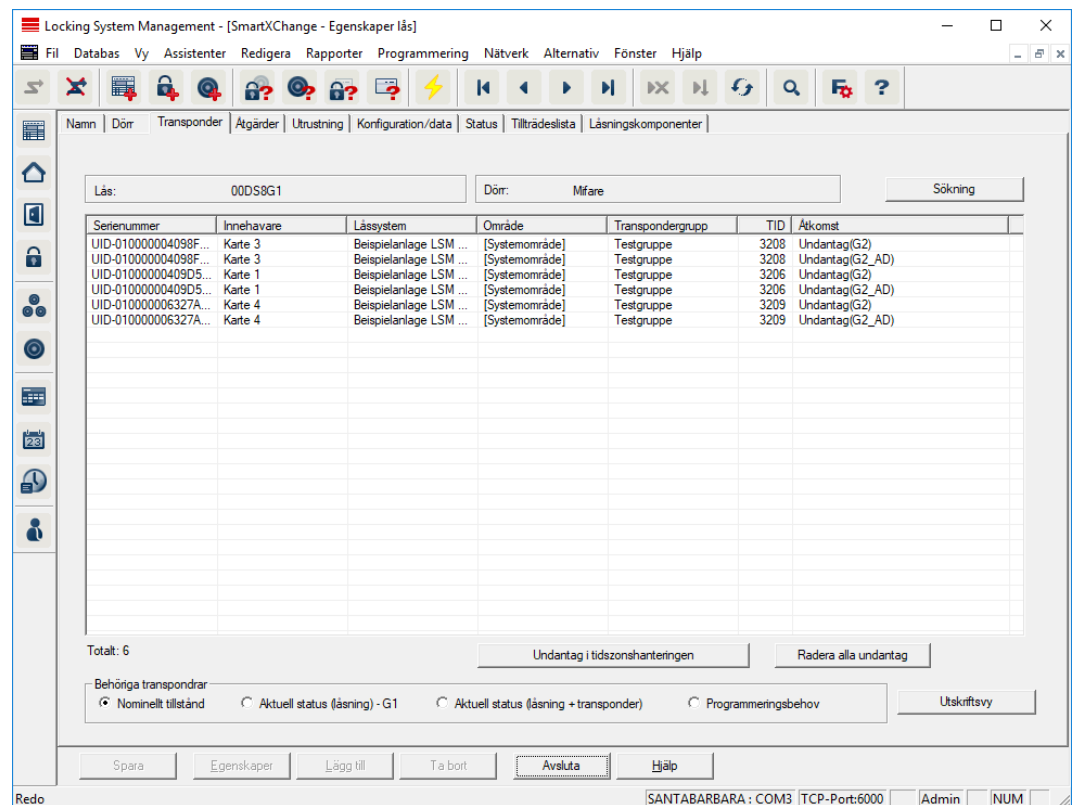 Locking System Management - [SmartXChange - Egenskaper lås]
Fil Databas Vy Assistenter Redigera Rapporter Programmering Nätverk Alternativ Fönster Hjälp
Namn Dörr Transponder Åtgärder Utrustning Konfiguration/data Status Tillträdeslista Låsningskomponenter
Lås: 00DS8G1 Dörr: Mifare Sökning
Serienummer Innehavare Låssystem Område Transpondergrupp TID Åtkomst
UID-010000004098F... Karte 3 Beispielanlage LSM ... [Systemområde] Testgruppe 3208 Undantag(G2)
UID-010000004098F... Karte 3 Beispielanlage LSM ... [Systemområde] Testgruppe 3208 Undantag(G2_AD)
UID-01000000409D5... Karte 1 Beispielanlage LSM ... [Systemområde] Testgruppe 3206 Undantag(G2)
UID-01000000409D5... Karte 1 Beispielanlage LSM ... [Systemområde] Testgruppe 3206 Undantag(G2_AD)
UID-010000006327A... Karte 4 Beispielanlage LSM ... [Systemområde] Testgruppe 3209 Undantag(G2)
UID-010000006327A... Karte 4 Beispielanlage LSM ... [Systemområde] Testgruppe 3209 Undantag(G2_AD)
23
Totalt: 6 Undantag i tidszonshanteringen Radera alla undantag
Behöriga transpondrar
Nominellt tillstånd Aktuell status (låsning) - G1 Aktuell status (låsning + transponder) Programmeringsbehov Utskriftsvy
Spara Egenskaper Lägg till Ta bort Avsluta Hjälp
Redo SANTABARBARA : COM3 TCP-Port:6000 Admin NUM